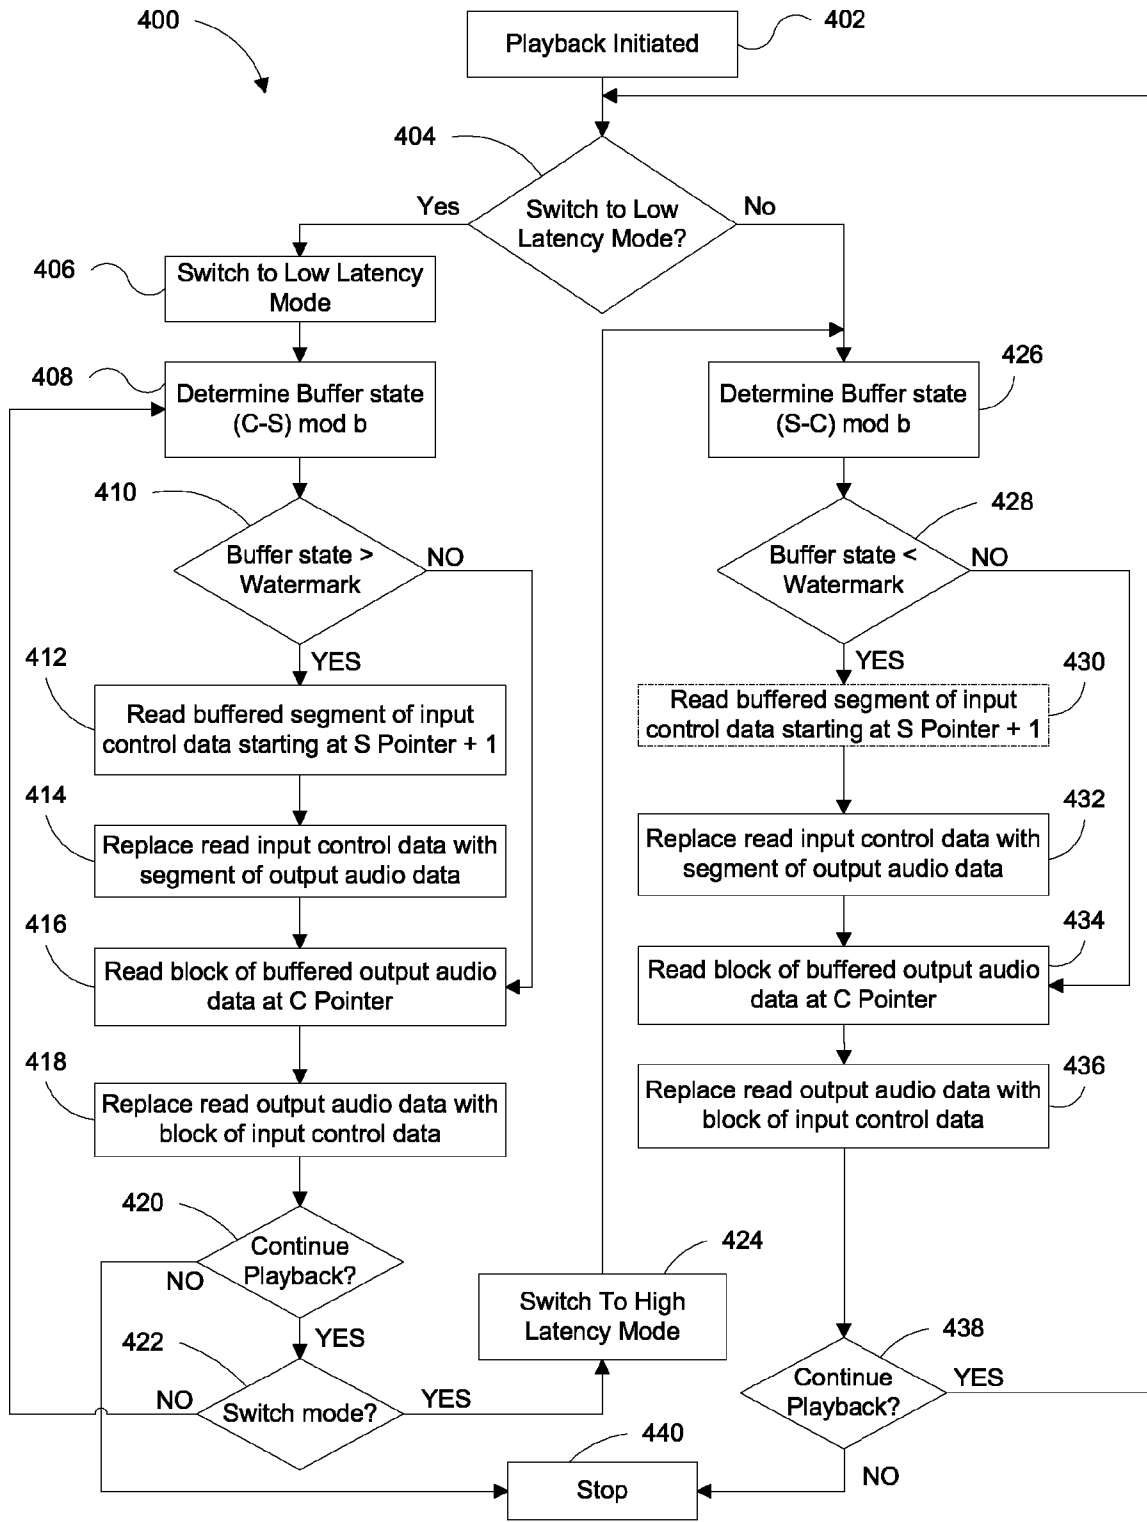 400
402
Playback Initiated
404
Yes
No
Switch to Low
Latency Mode?
406
Switch to Low Latency
Mode
408
Determine Buffer state
(C-S) mod b
426
Determine Buffer state
(S-C) mod b
410
Buffer state >
Watermark
NO
428
Buffer state <
Watermark
NO
YES
YES
412
Read buffered segment of input
control data starting at S Pointer + 1
430
Read buffered segment of input
control data starting at S Pointer + 1
414
Replace read input control data with
segment of output audio data
432
Replace read input control data with
segment of output audio data
416
Read block of buffered output audio
data at C Pointer
434
Read block of buffered output audio
data at C Pointer
418
Replace read output audio data with
block of input control data
436
Replace read output audio data with
block of input control data
420
Continue
Playback?
NO
YES
424
Switch To High
Latency Mode
422
NO
Switch mode?
YES
438
Continue
Playback?
YES
NO
440
Stop